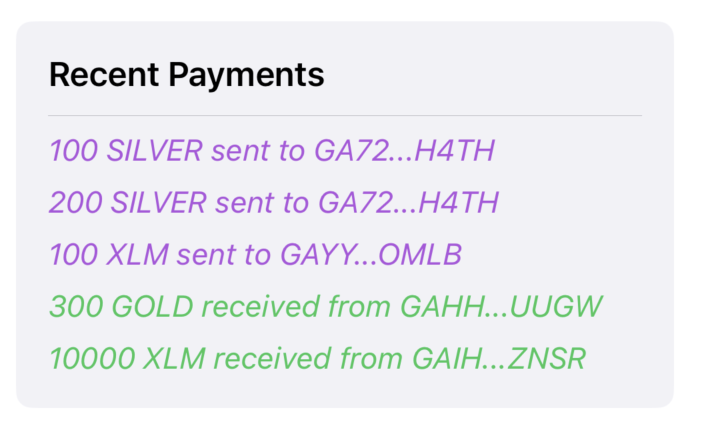 Recent Payments
100 SILVER sent to GA72...H4TH
200 SILVER sent to GA72...H4TH
100 XLM sent to GAYY...OMLB
300 GOLD received from GAHH...UUGW
10000 XLM received from GAIH...ZNSR